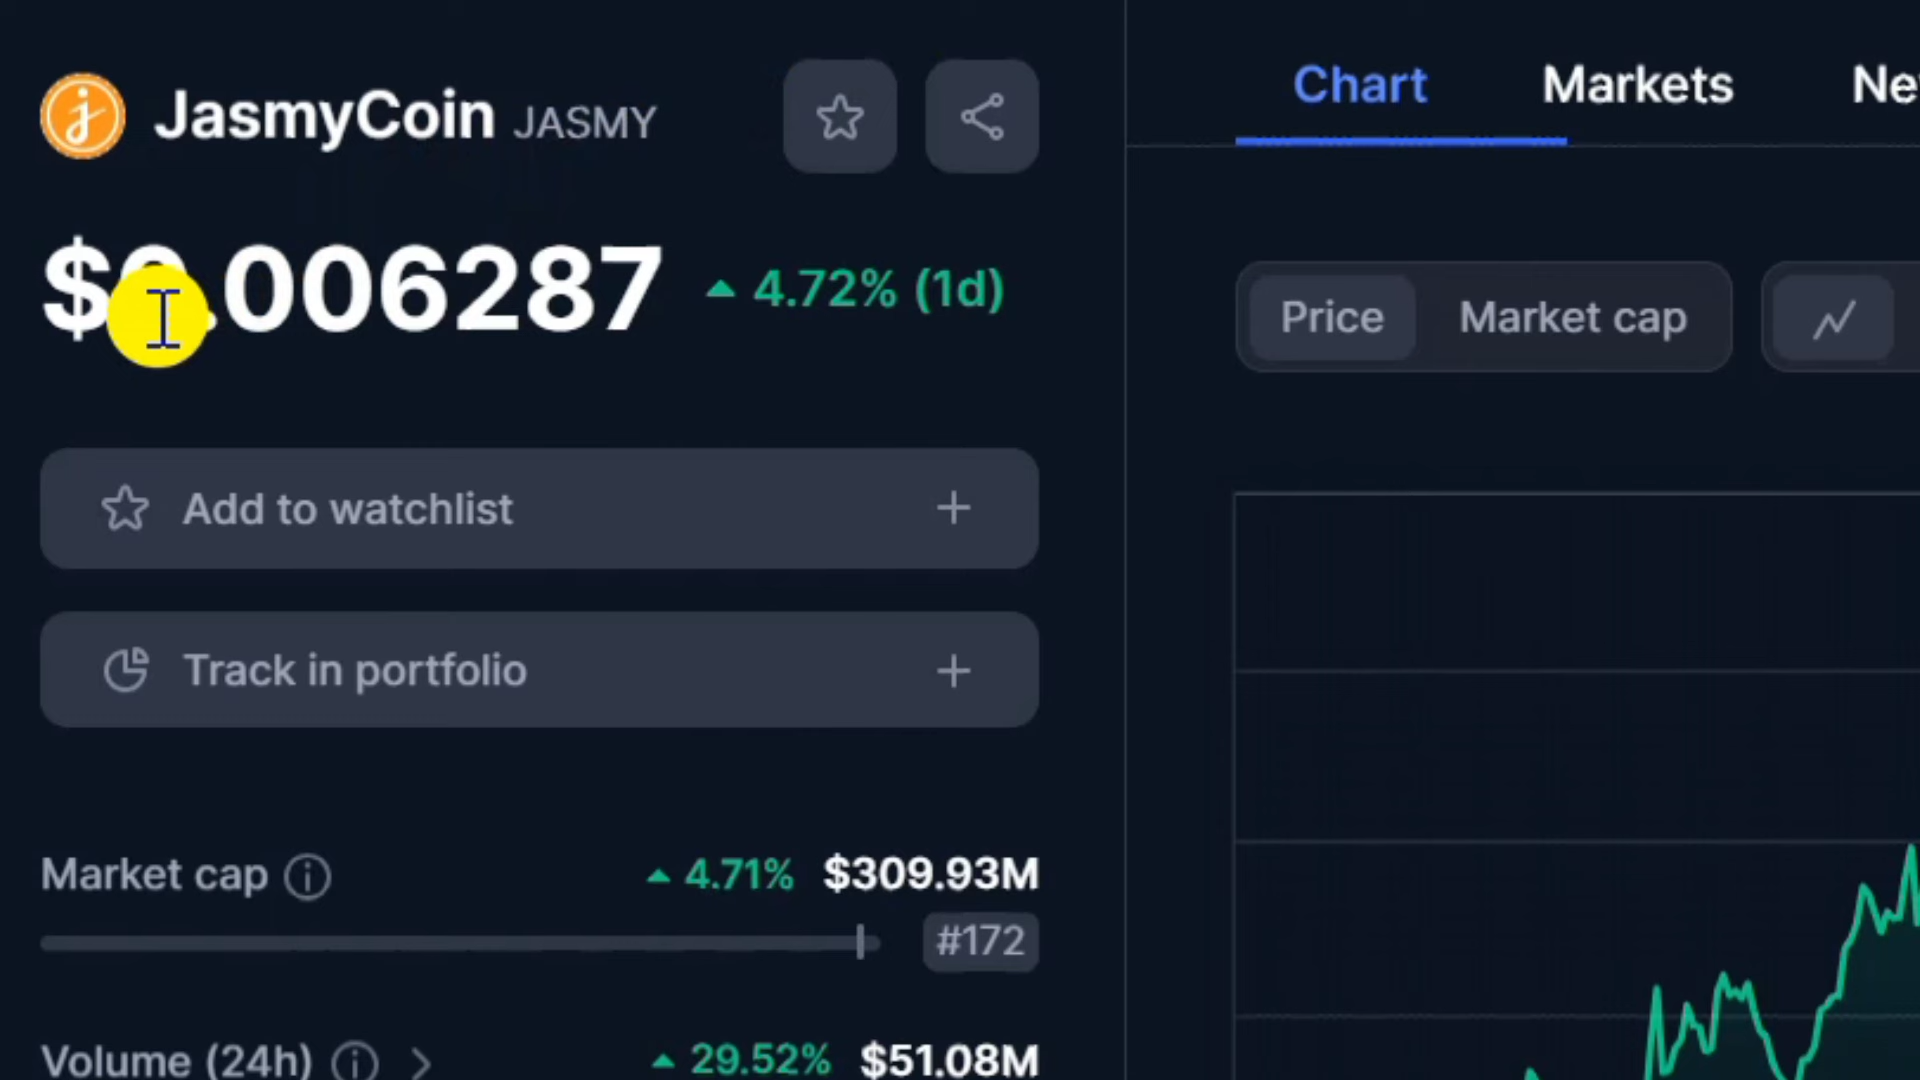 JasmyCoin JASMY
$0.006287 4.72% (1d)
Add to watchlist
Track in portfolio
Market cap 4.71% $309.93M
#172
Volume (24h) 29.52% $51.08M
Chart Markets
Price Market cap